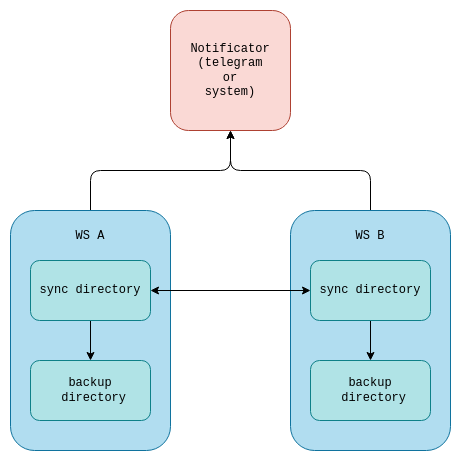 Notificator
(telegram
or
system)
WS A
sync directory
backup
directory
WS B
sync directory
backup
directory